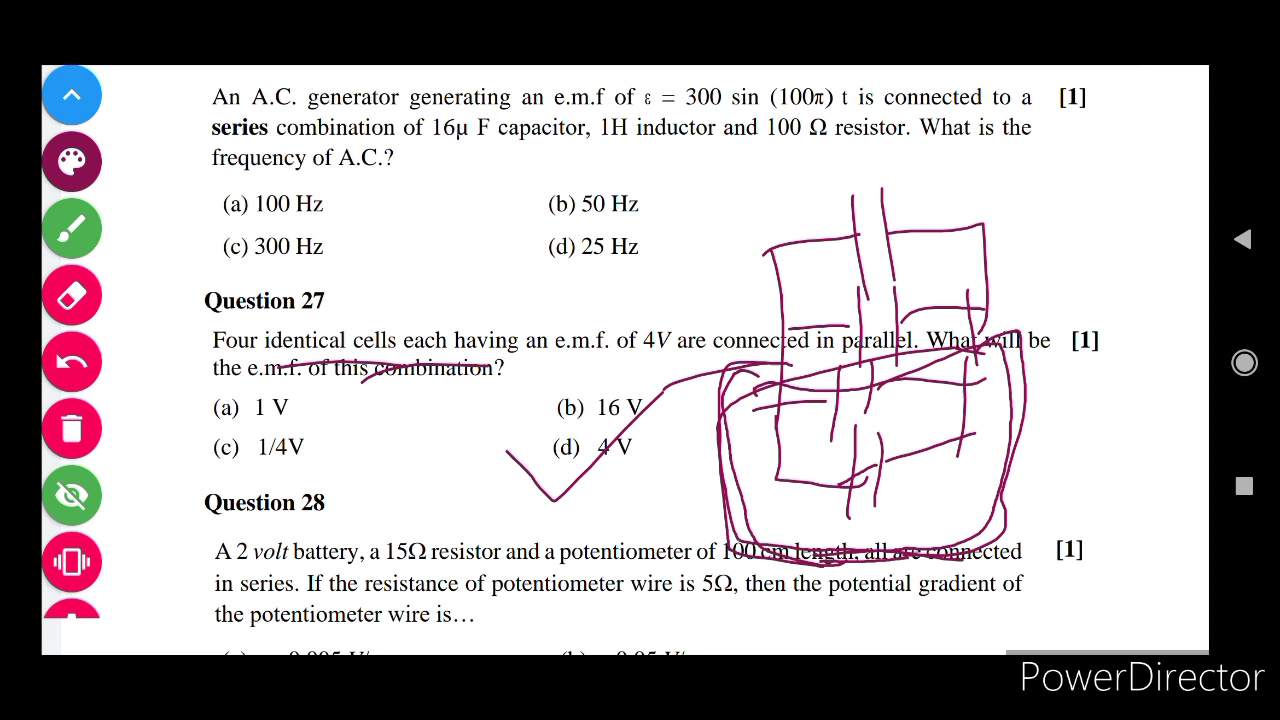 An A.C. generator generating an e.m.f of ε = 300 sin (100π) t is connected to a [1]
series combination of 16μ F capacitor, 1H inductor and 100 Ω resistor. What is the
frequency of A.C.?
(a) 100 Hz (b) 50 Hz
(c) 300 Hz (d) 25 Hz
Question 27
Four identical cells each having an e.m.f. of 4V are connected in parallel. What will be [1]
the e.m.f. of this combination?
(a) 1 V (b) 16 V
(c) 1/4V (d) 4 V
Question 28
A 2 volt battery, a 15Ω resistor and a potentiometer of 100 cm length, all are connected [1]
in series. If the resistance of potentiometer wire is 5Ω, then the potential gradient of
the potentiometer wire is…
PowerDirector